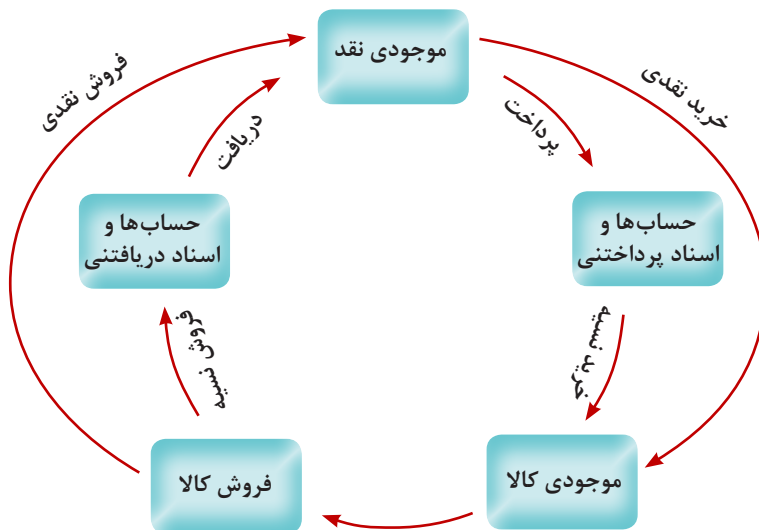 موجودی نقد
خرید نقدی
پرداخت
حساب‌ها و
اسناد پرداختنی
خرید نسیه
موجودی کالا
فروش کالا
فروش نسیه
حساب‌ها و
اسناد دریافتنی
دریافت
فروش نقدی